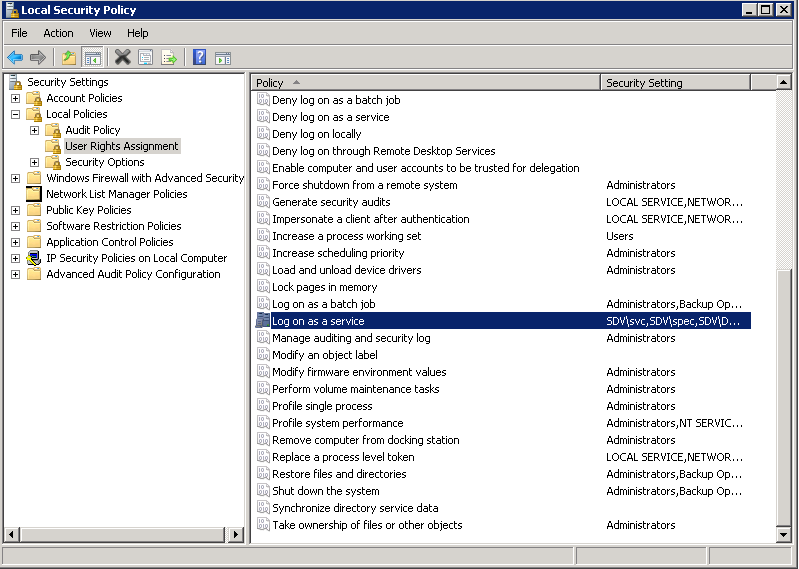 Local Security Policy
File Action View Help
Security Settings
Account Policies
Local Policies
Audit Policy
User Rights Assignment
Security Options
Windows Firewall with Advanced Security
Network List Manager Policies
Public Key Policies
Software Restriction Policies
Application Control Policies
IP Security Policies on Local Computer
Advanced Audit Policy Configuration
Policy Security Setting
Deny log on as a batch job
Deny log on as a service
Deny log on locally
Deny log on through Remote Desktop Services
Enable computer and user accounts to be trusted for delegation
Force shutdown from a remote system Administrators
Generate security audits LOCAL SERVICE,NETWOR...
Impersonate a client after authentication LOCAL SERVICE,NETWOR...
Increase a process working set Users
Increase scheduling priority Administrators
Load and unload device drivers Administrators
Lock pages in memory
Log on as a batch job Administrators,Backup Op...
Log on as a service SDV\svc,SDV\spec,SDV\D...
Manage auditing and security log Administrators
Modify an object label
Modify firmware environment values Administrators
Perform volume maintenance tasks Administrators
Profile single process Administrators
Profile system performance Administrators,NT SERVIC...
Remove computer from docking station Administrators
Replace a process level token LOCAL SERVICE,NETWOR...
Restore files and directories Administrators,Backup Op...
Shut down the system Administrators,Backup Op...
Synchronize directory service data
Take ownership of files or other objects Administrators